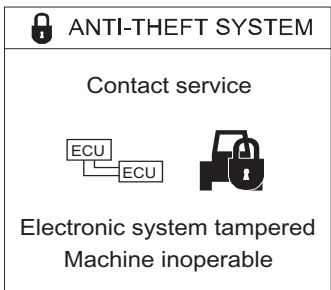 ANTI-THEFT SYSTEM
Contact service
ECU
ECU
Electronic system tampered
Machine inoperable